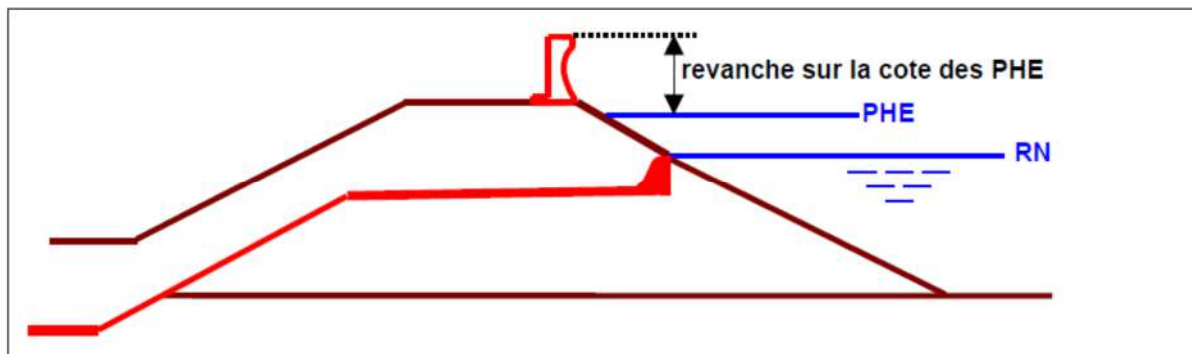 revanche sur la cote des PHE
PHE
RN